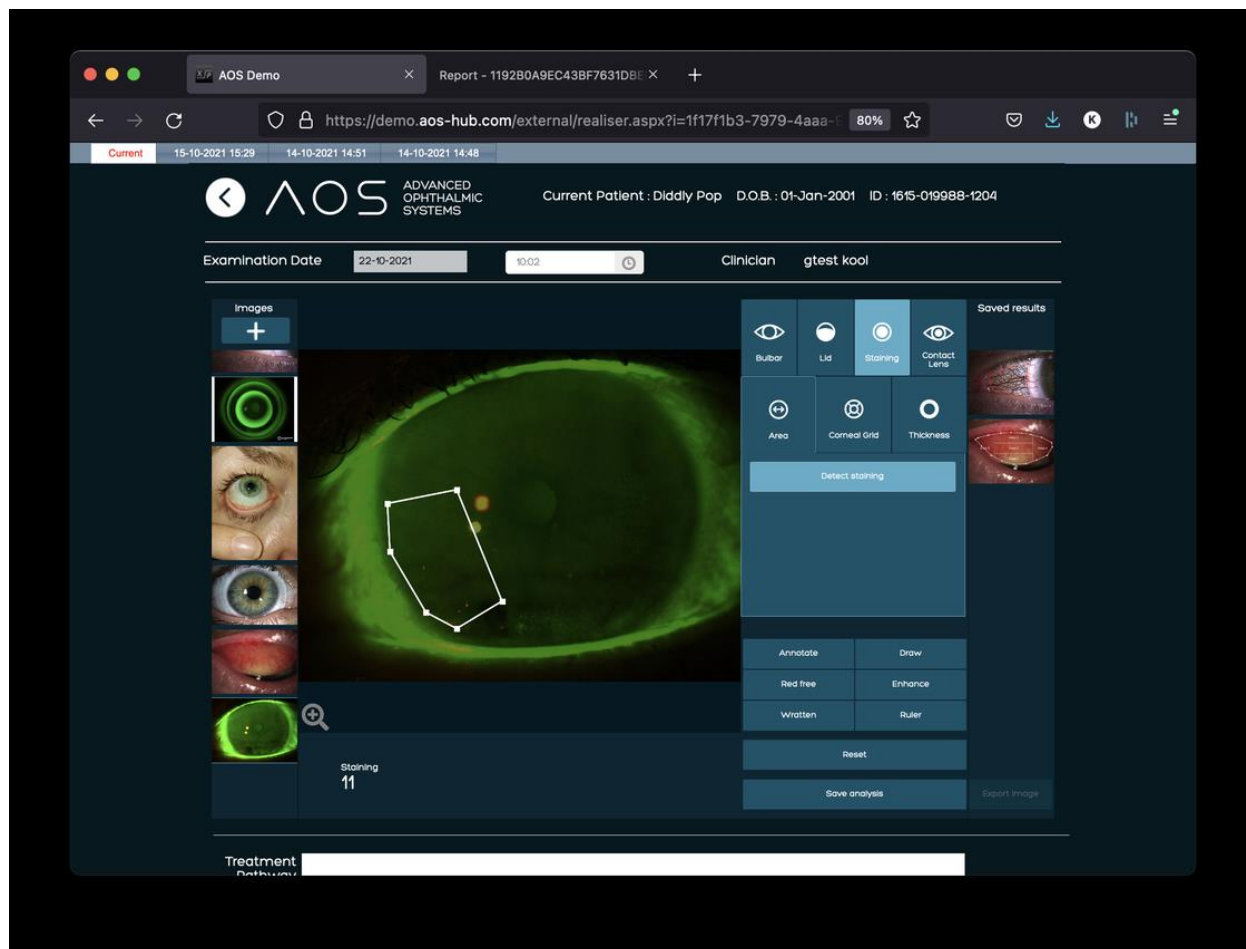 AOS Demo
Report - 1192B0A9EC43BF7631DBE
https://demo.aos-hub.com/external/realiser.aspx?i=1f17f1b3-7979-4aaa-
80%
K
Current 15-10-2021 15:29 14-10-2021 14:51 14-10-2021 14:48
AOS
ADVANCED
OPHTHALMIC
SYSTEMS
Current Patient : Diddly Pop D.O.B. : 01-Jan-2001 ID : 1615-019988-1204
Examination Date 22-10-2021 10:02 Clinician gtest kool
Images
Saved results
Bulbar Lid Staining Contact
Lens
Area Corneal Grid Thickness
Detect staining
Annotate Draw
Red free Enhance
Wratten Ruler
Reset
Save analysis
Export Image
Staining
11
Treatment
Pathway